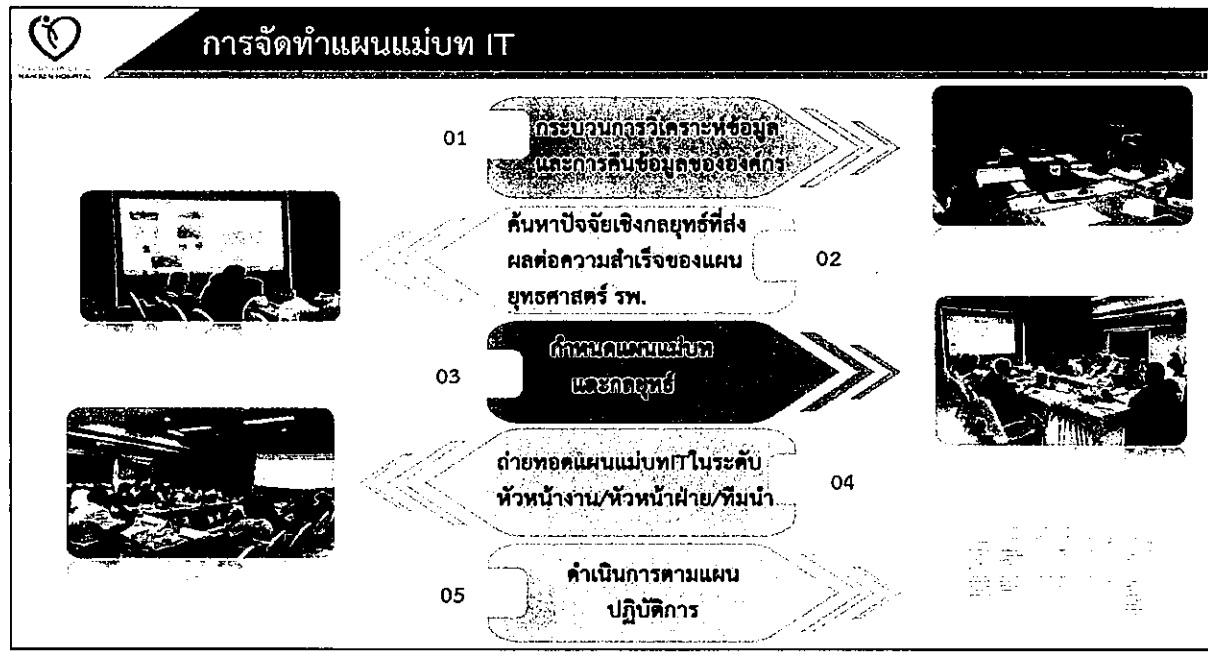 การจัดทำแผนแม่บท IT
01
กระบวนการวิเคราะห์ข้อมูล
และการคืนข้อมูลขององค์กร
ค้นหาปัจจัยเชิงกลยุทธ์ที่ส่ง
ผลต่อความสำเร็จของแผน
ยุทธศาสตร์ รพ.
02
03
กำหนดแผนแม่บท
และกลยุทธ์
ถ่ายทอดแผนแม่บทITในระดับ
หัวหน้างาน/หัวหน้าฝ่าย/ทีมนำ
04
05
ดำเนินการตามแผน
ปฏิบัติการ